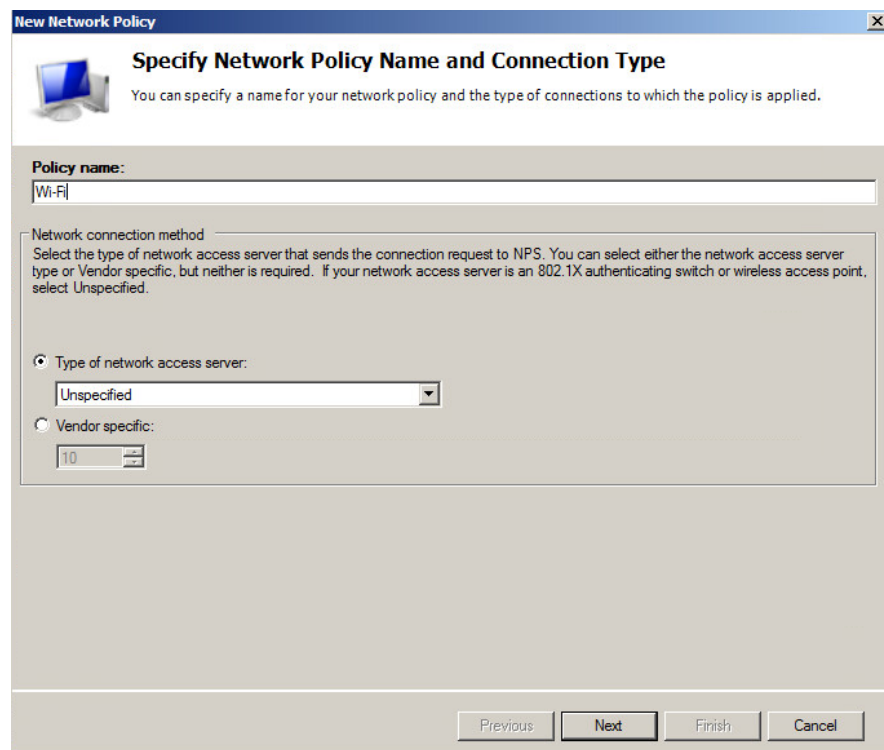 New Network Policy
Specify Network Policy Name and Connection Type
You can specify a name for your network policy and the type of connections to which the policy is applied.
Policy name:
Wi-Fi
Network connection method
Select the type of network access server that sends the connection request to NPS. You can select either the network access server
type or Vendor specific, but neither is required.  If your network access server is an 802.1X authenticating switch or wireless access point,
select Unspecified.
Type of network access server:
Unspecified
Vendor specific:
10
Previous Next Finish Cancel